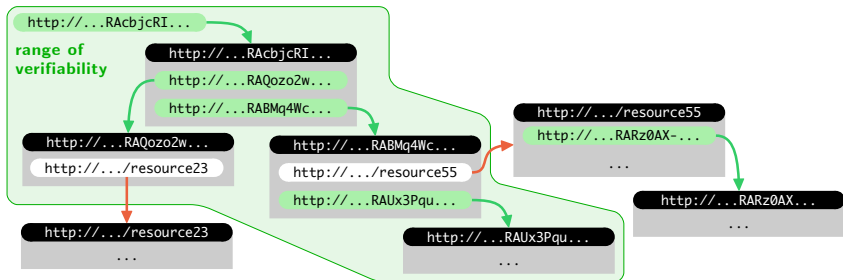 http://...RAcbjcRI...
range of
verifiability
http://...RAcbjcRI...
http://...RAQozo2w...
http://...RABMq4Wc...
http://...RAQozo2w...
http://.../resource23
http://...RABMq4Wc...
http://.../resource55
http://...RAUx3Pqu...
http://.../resource55
http://...RARz0AX-...
...
http://.../resource23
...
http://...RAUx3Pqu...
...
http://...RARz0AX...
...